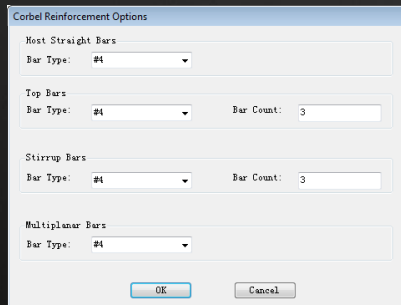 Corbel Reinforcement Options
Host Straight Bars
Bar Type: #4
Top Bars
Bar Type: #4 Bar Count: 3
Stirrup Bars
Bar Type: #4 Bar Count: 3
Multiplanar Bars
Bar Type: #4
OK Cancel